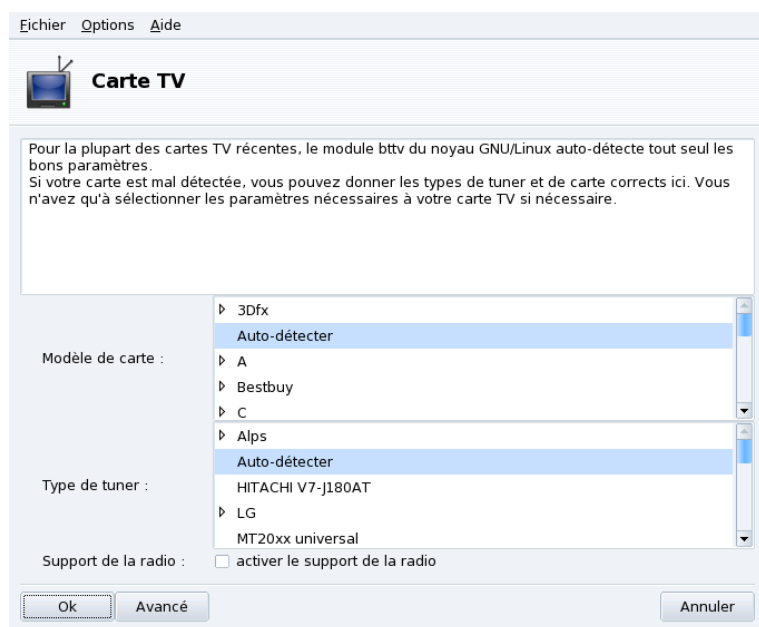 Fichier Options Aide
Carte TV
Pour la plupart des cartes TV récentes, le module bttv du noyau GNU/Linux auto-détecte tout seul les
bons paramètres.
Si votre carte est mal détectée, vous pouvez donner les types de tuner et de carte corrects ici. Vous
n'avez qu'à sélectionner les paramètres nécessaires à votre carte TV si nécessaire.
Modèle de carte :
3Dfx
Auto-détecter
A
Bestbuy
C
Type de tuner :
Alps
Auto-détecter
HITACHI V7-J180AT
LG
MT20xx universal
Support de la radio : activer le support de la radio
Ok Avancé Annuler